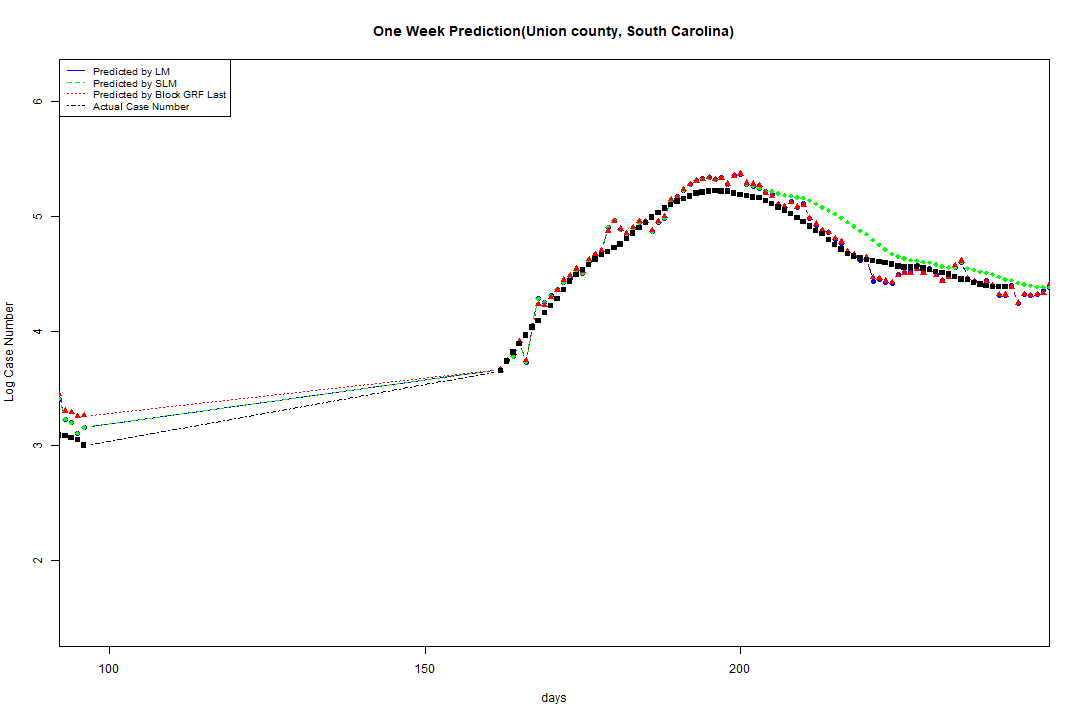 One Week Prediction(Union county, South Carolina)
Predicted by LM
Predicted by SLM
Predicted by Block GRF Last
Actual Case Number
6
5
4
3
2
Log Case Number
100 150 200
days